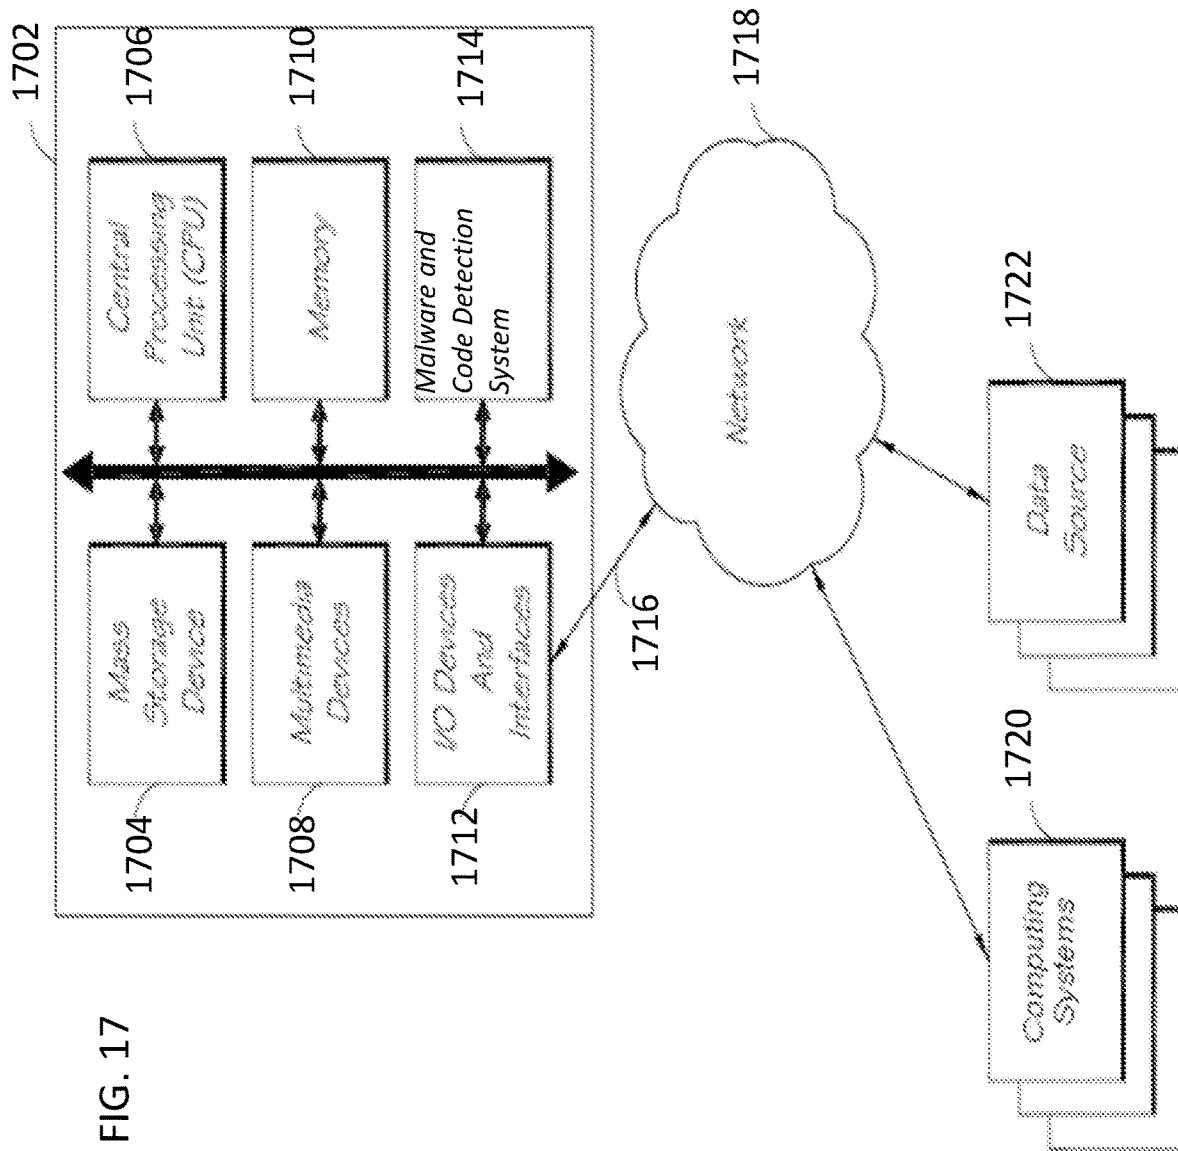 FIG. 17
1702
1704
Mass
Storage
Device
1706
Central
Processing
Unit (CPU)
1708
Multimedia
Devices
1710
Memory
1712
I/O Devices
And
Interfaces
1714
Malware and
Code Detection
System
1716
1718
Network
1720
Computing
Systems
1722
Data
Source